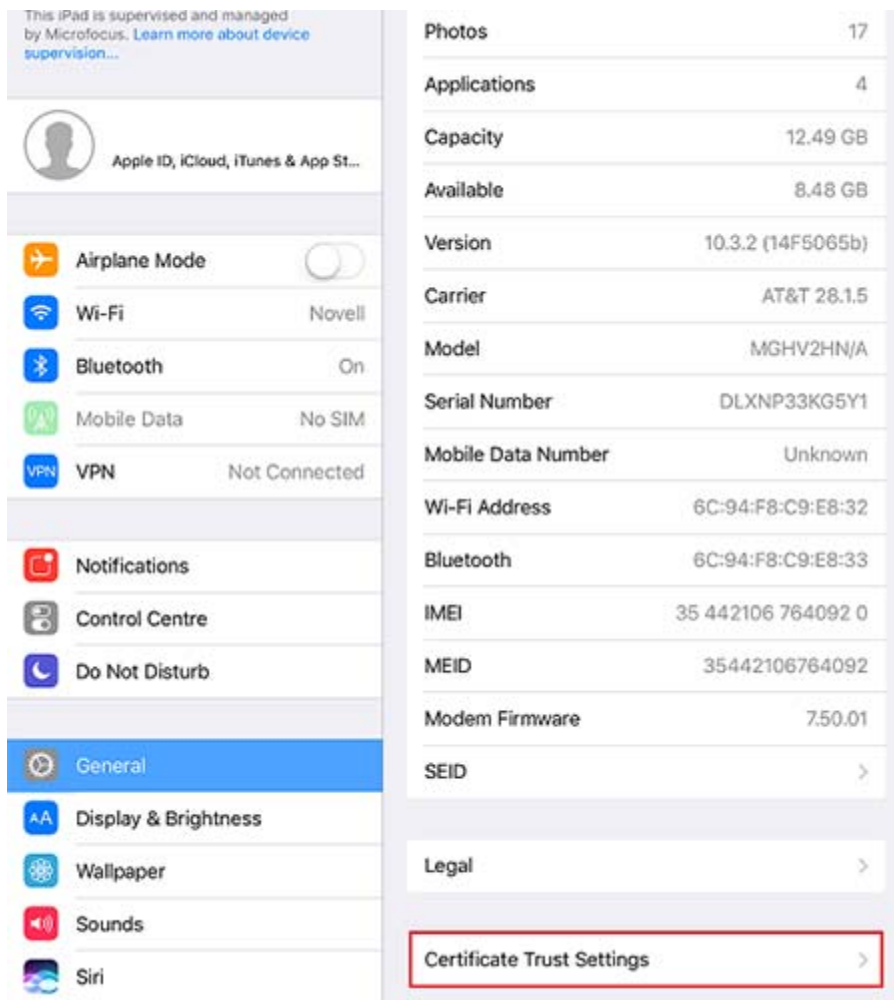 This iPad is supervised and managed
by Microfocus. Learn more about device
supervision...
Apple ID, iCloud, iTunes & App St...
Airplane Mode
Wi-Fi Novell
Bluetooth On
Mobile Data No SIM
VPN VPN Not Connected
Notifications
Control Centre
Do Not Disturb
General
AA Display & Brightness
Wallpaper
Sounds
Siri
Photos 17
Applications 4
Capacity 12.49 GB
Available 8.48 GB
Version 10.3.2 (14F5065b)
Carrier AT&T 28.1.5
Model MGHV2HN/A
Serial Number DLXNP33KG5Y1
Mobile Data Number Unknown
Wi-Fi Address 6C:94:F8:C9:E8:32
Bluetooth 6C:94:F8:C9:E8:33
IMEI 35 442106 764092 0
MEID 35442106764092
Modem Firmware 7.50.01
SEID
Legal
Certificate Trust Settings